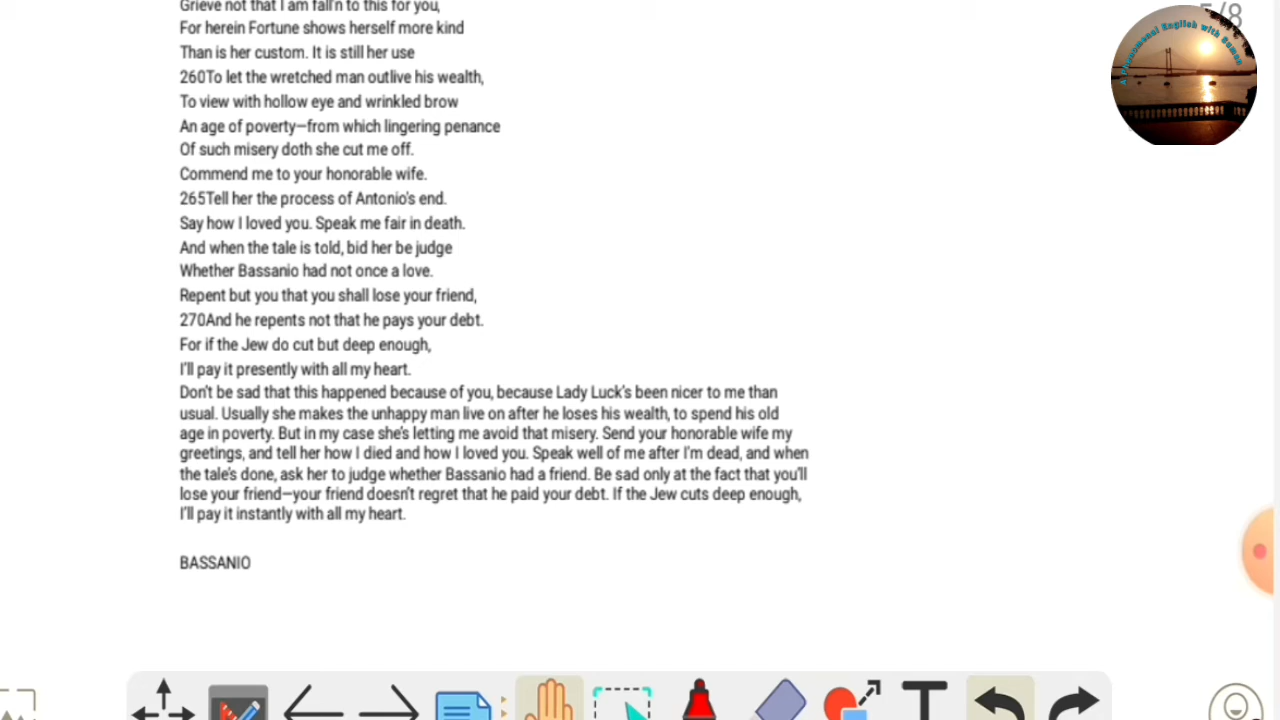 Grieve not that I am fall'n to this for you,
5/8
For herein Fortune shows herself more kind
Than is her custom. It is still her use
260To let the wretched man outlive his wealth,
To view with hollow eye and wrinkled brow
An age of poverty—from which lingering penance
Of such misery doth she cut me off.
Commend me to your honorable wife.
265Tell her the process of Antonio's end.
Say how I loved you. Speak me fair in death.
And when the tale is told, bid her be judge
Whether Bassanio had not once a love.
Repent but you that you shall lose your friend,
270And he repents not that he pays your debt.
For if the Jew do cut but deep enough,
I'll pay it presently with all my heart.
Don't be sad that this happened because of you, because Lady Luck's been nicer to me than
usual. Usually she makes the unhappy man live on after he loses his wealth, to spend his old
age in poverty. But in my case she's letting me avoid that misery. Send your honorable wife my
greetings, and tell her how I died and how I loved you. Speak well of me after I'm dead, and when
the tale's done, ask her to judge whether Bassanio had a friend. Be sad only at the fact that you'll
lose your friend—your friend doesn't regret that he paid your debt. If the Jew cuts deep enough,
I'll pay it instantly with all my heart.
BASSANIO
A Phenomenal English with Suman
T